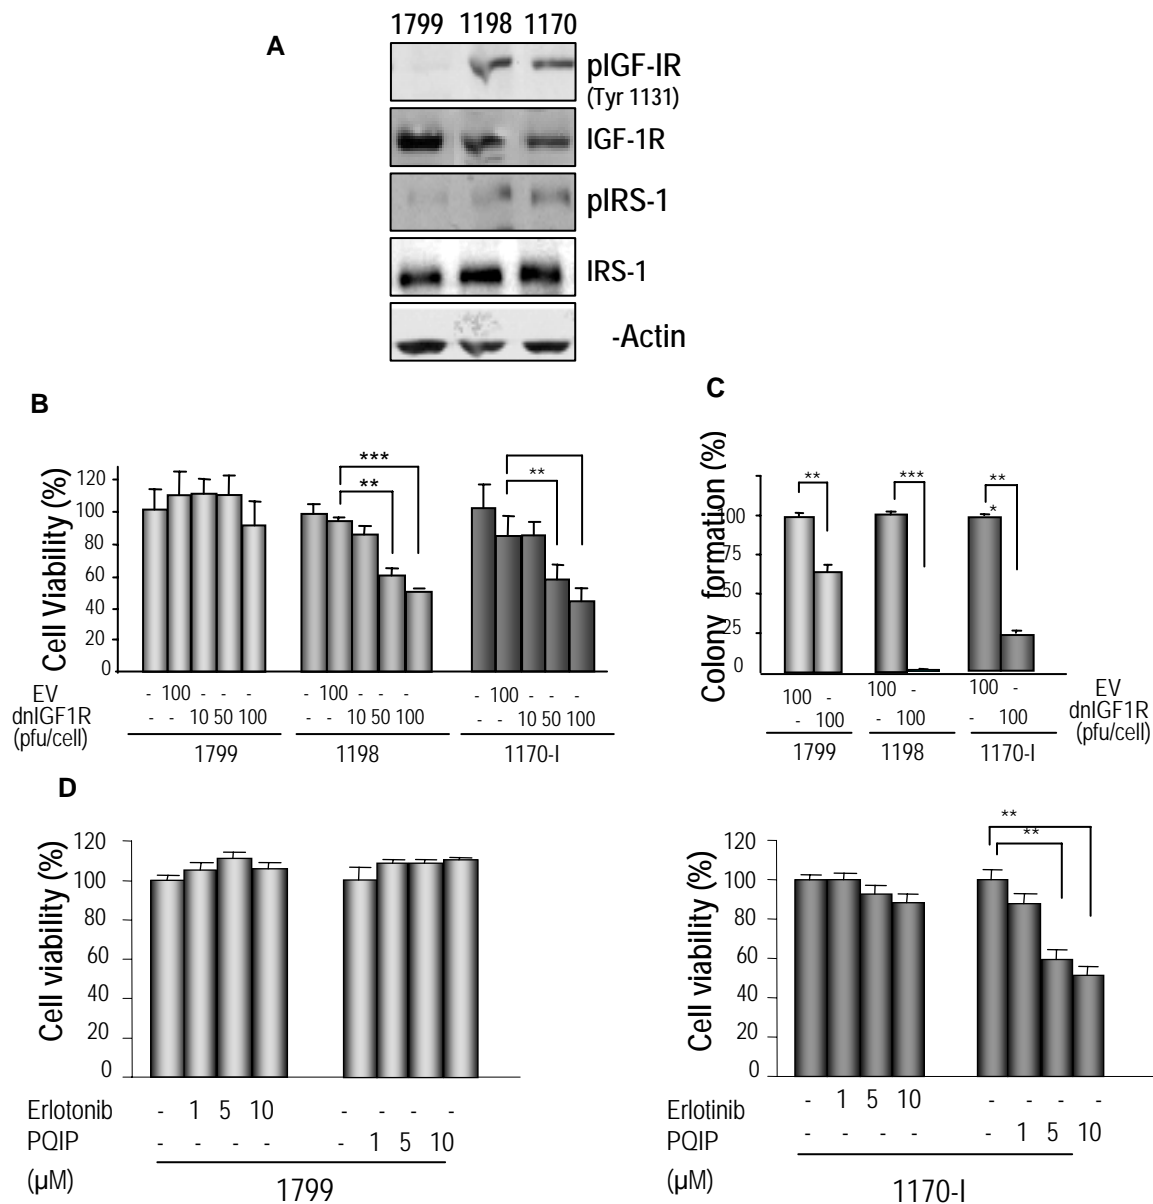 A
1799 1198 1170
pIGF-IR
(Tyr 1131)
IGF-1R
pIRS-1
IRS-1
-Actin
B
Cell Viability (%)
120
100
80
60
40
20
0
***
**
**
EV - 100 - - - - 100 - - - - 100 - - -
dnIGF1R - - 10 50 100 - - 10 50 100 - - 10 50 100
(pfu/cell)
1799 1198 1170-I
C
Colony formation (%)
100
75
50
25
0
**
***
**
*
100 - 100 - 100 - EV
- 100 - 100 - 100 dnIGF1R
(pfu/cell)
1799 1198 1170-I
D
Cell viability (%)
120
100
80
60
40
20
0
Erlotonib - 1 5 10 - - - -
PQIP - - - - - 1 5 10
(µM)
1799
Cell viability (%)
120
100
80
60
40
20
0
**
**
Erlotinib - 1 5 10 - - - -
PQIP - - - - - 1 5 10
(µM)
1170-I